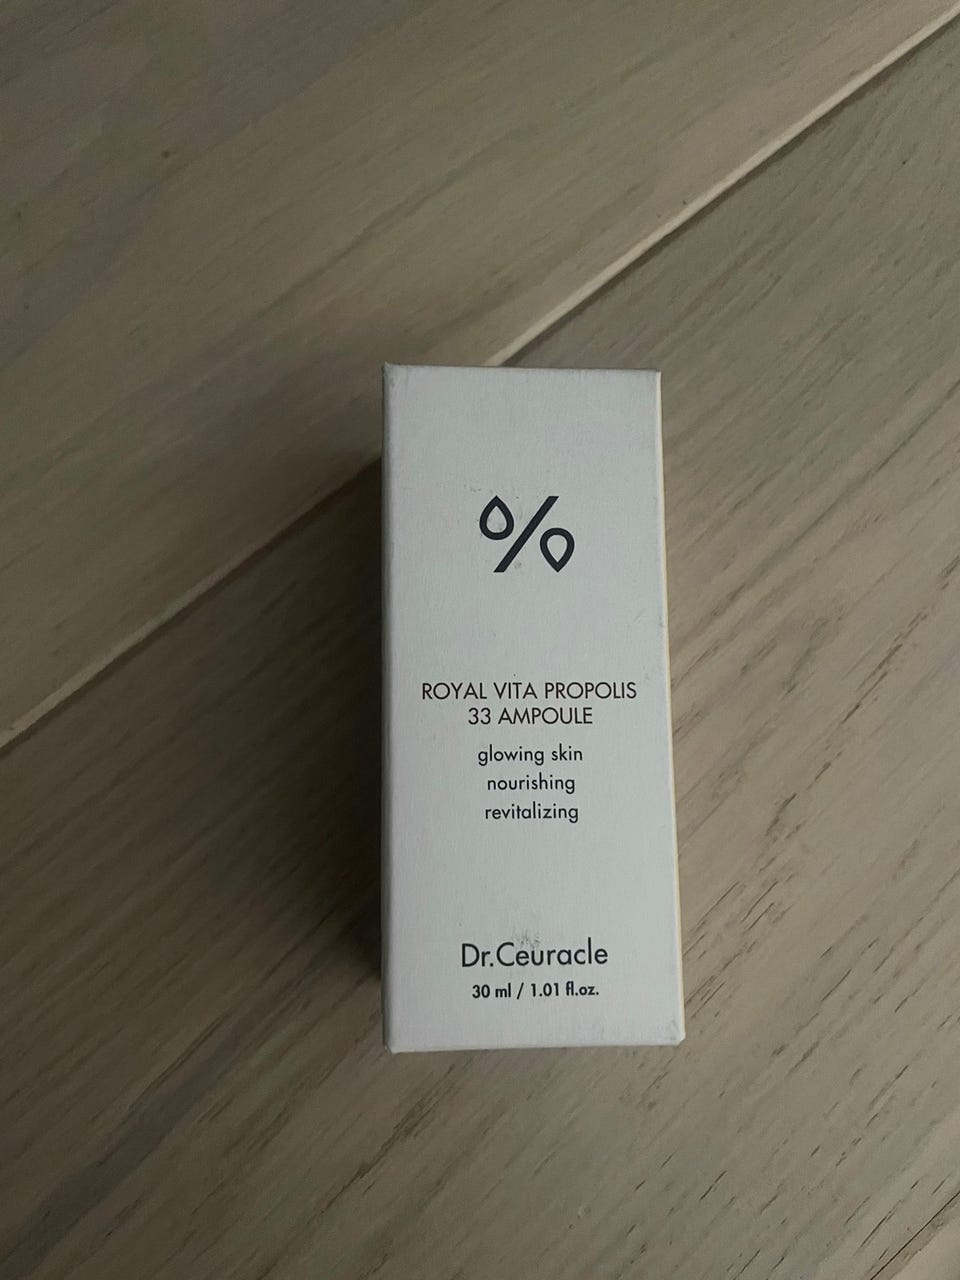 %
ROYAL VITA PROPOLIS
33 AMPOULE
glowing skin
nourishing
revitalizing
Dr.Ceuracle
30 ml / 1.01 fl.oz.